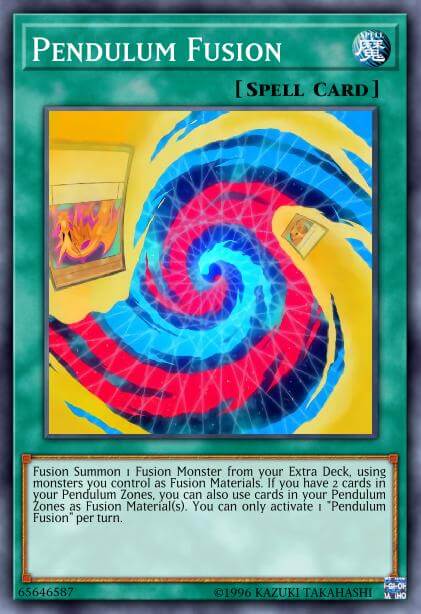 Pendulum Fusion
[Spell Card]
Fusion Summon 1 Fusion Monster from your Extra Deck, using
monsters you control as Fusion Materials. If you have 2 cards in
your Pendulum Zones, you can also use cards in your Pendulum
Zones as Fusion Material(s). You can only activate 1 "Pendulum
Fusion" per turn.
65646587
©1996 KAZUKI TAKAHASHI